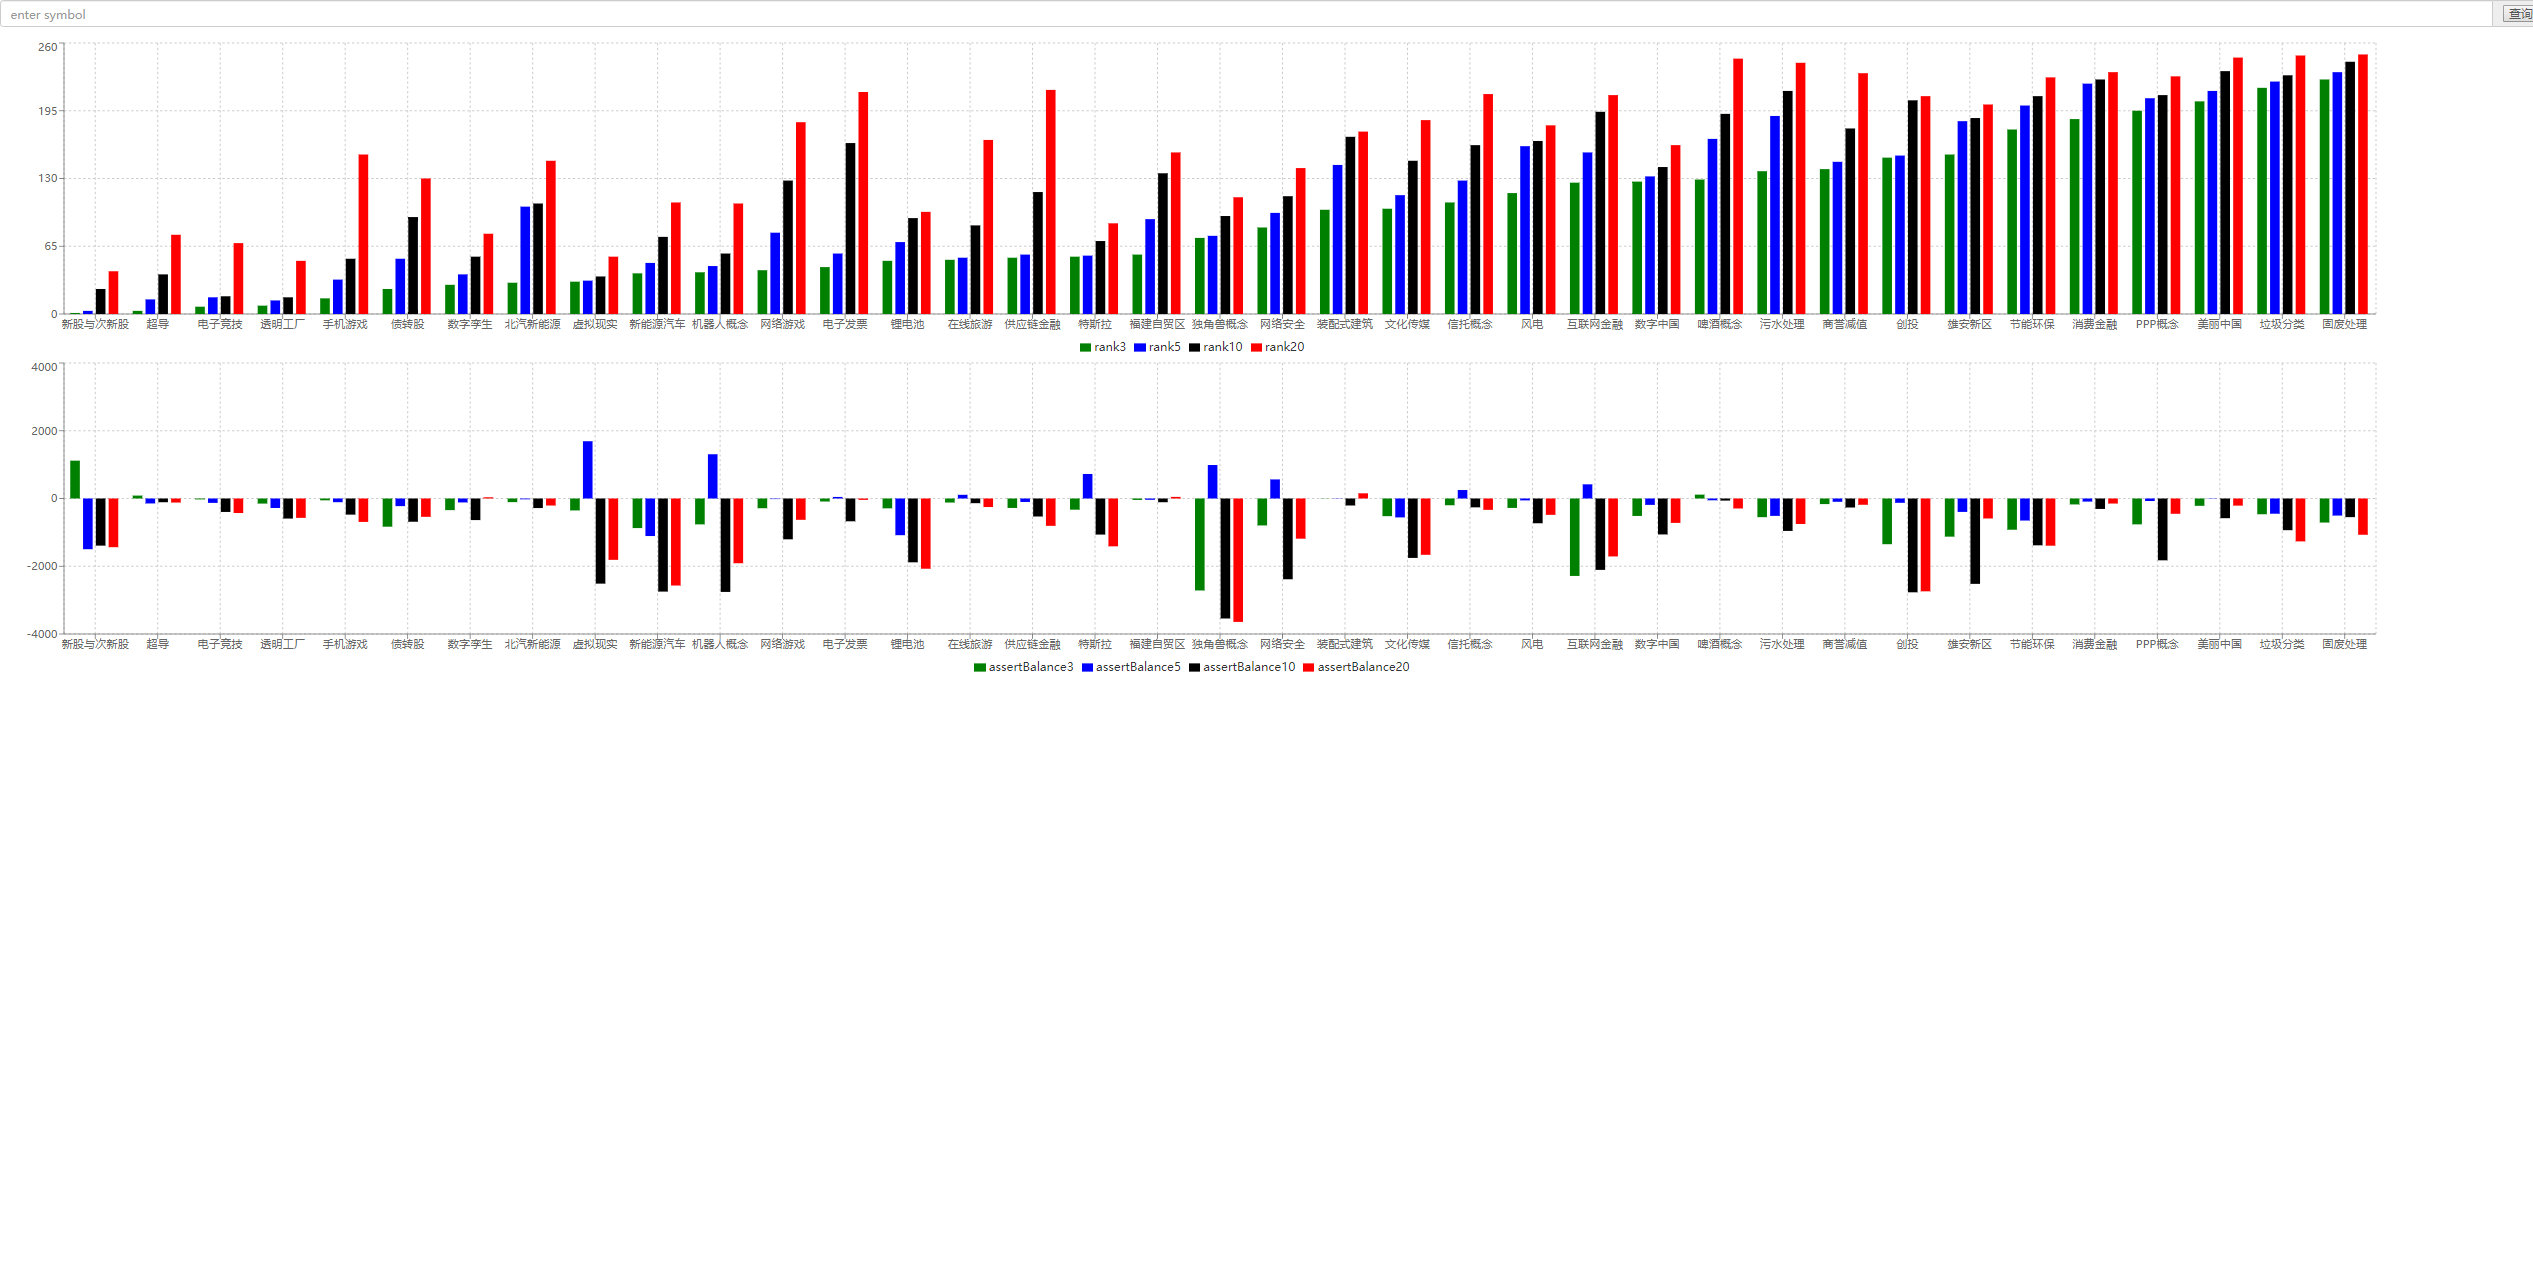 enter symbol 查询
260
195
130
65
0
新股与次新股 超导 电子竞技 透明工厂 手机游戏 债转股 数字孪生 北汽新能源 虚拟现实 新能源汽车 机器人概念 网络游戏 电子发票 锂电池 在线旅游 供应链金融 特斯拉 福建自贸区 独角兽概念 网络安全 装配式建筑 文化传媒 信托概念 风电 互联网金融 数字中国 啤酒概念 污水处理 商誉减值 创投 雄安新区 节能环保 消费金融 PPP概念 美丽中国 垃圾分类 固废处理
rank3 rank5 rank10 rank20
4000
2000
0
-2000
-4000
新股与次新股 超导 电子竞技 透明工厂 手机游戏 债转股 数字孪生 北汽新能源 虚拟现实 新能源汽车 机器人概念 网络游戏 电子发票 锂电池 在线旅游 供应链金融 特斯拉 福建自贸区 独角兽概念 网络安全 装配式建筑 文化传媒 信托概念 风电 互联网金融 数字中国 啤酒概念 污水处理 商誉减值 创投 雄安新区 节能环保 消费金融 PPP概念 美丽中国 垃圾分类 固废处理
assertBalance3 assertBalance5 assertBalance10 assertBalance20